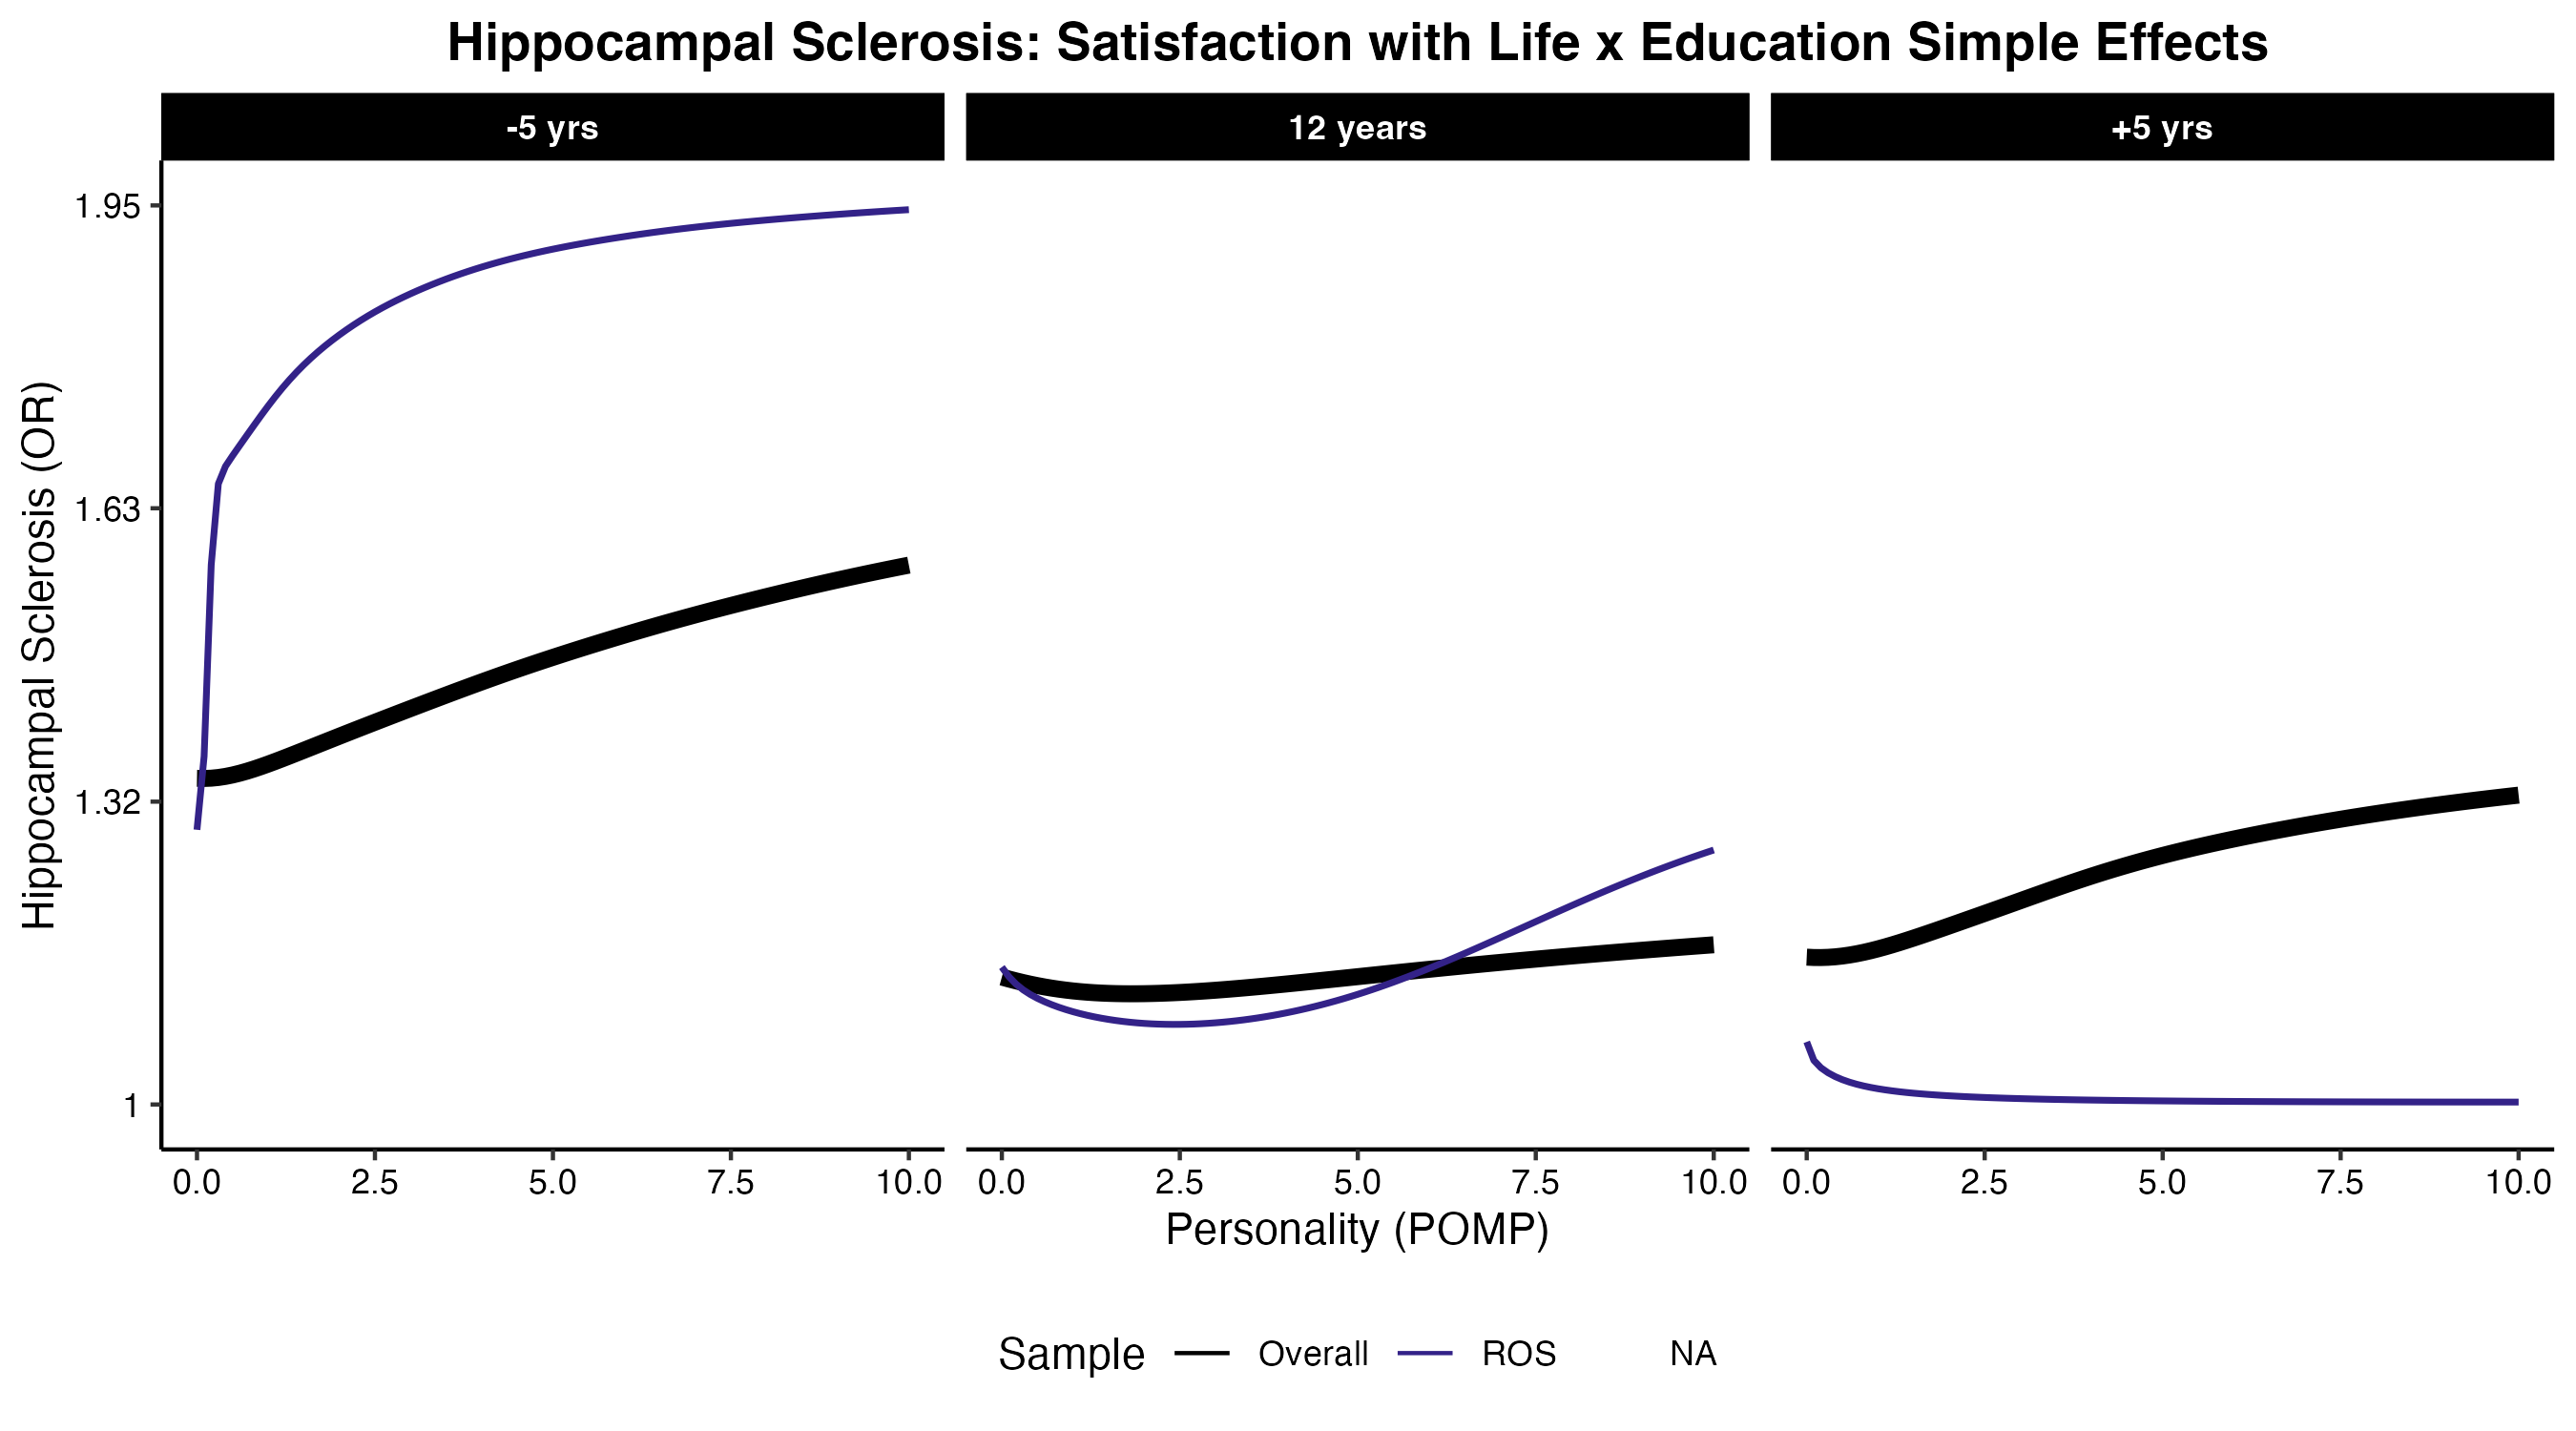 Hippocampal Sclerosis: Satisfaction with Life x Education Simple Effects
-5 yrs
12 years
+5 yrs
Hippocampal Sclerosis (OR)
1.95
1.63
1.32
1
0.0 2.5 5.0 7.5 10.0
0.0 2.5 5.0 7.5 10.0
0.0 2.5 5.0 7.5 10.0
Personality (POMP)
Sample Overall ROS NA